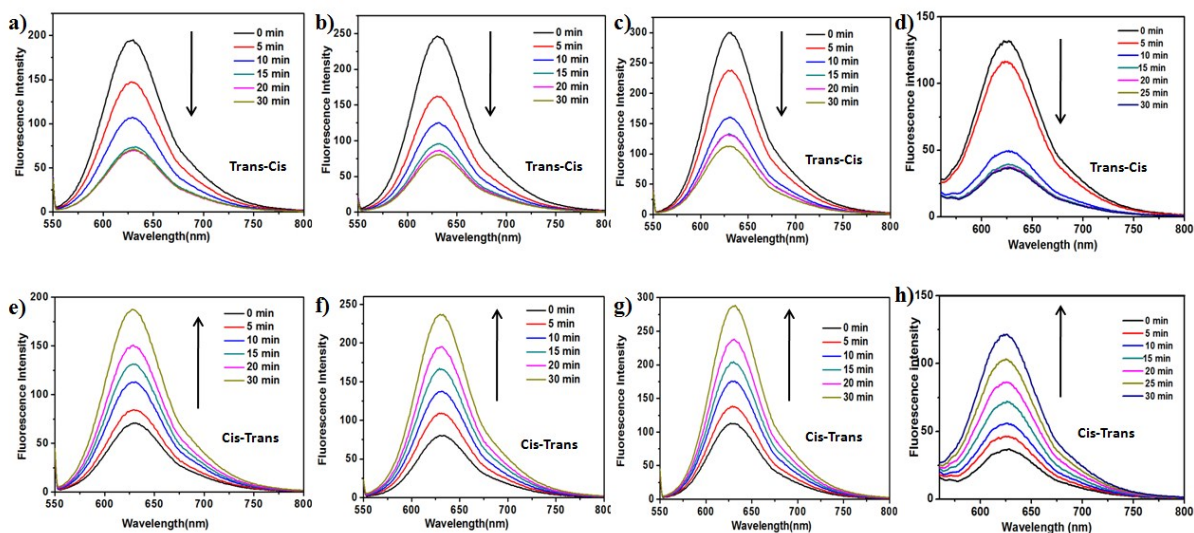 a)
Fluorescence Intensity
200
150
100
50
0
550 600 650 700 750 800
Wavelength(nm)
0 min
5 min
10 min
15 min
20 min
30 min
Trans-Cis
b)
Fluorescence Intensity
250
200
150
100
50
0
550 600 650 700 750 800
Wavelength(nm)
0 min
5 min
10 min
15 min
20 min
30 min
Trans-Cis
c)
Fluorescence Intensity
300
250
200
150
100
50
0
550 600 650 700 750 800
Wavelength(nm)
0 min
5 min
10 min
15 min
20 min
30 min
Trans-Cis
d)
Fluorescence Intensity
150
100
50
0
600 650 700 750 800
Wavelength (nm)
0 min
5 min
10 min
15 min
20 min
25 min
30 min
Trans-Cis
e)
Fluorescence Intensity
200
150
100
50
0
550 600 650 700 750 800
Wavelength(nm)
0 min
5 min
10 min
15 min
20 min
30 min
Cis-Trans
f)
Fluorescence Intensity
250
200
150
100
50
0
550 600 650 700 750 800
Wavelength(nm)
0 min
5 min
10 min
15 min
20 min
30 min
Cis-Trans
g)
Fluorescence Intensity
300
250
200
150
100
50
0
550 600 650 700 750 800
Wavelength(nm)
0 min
5 min
10 min
15 min
20 min
30 min
Cis-Trans
h)
Fluorescence intensity
150
100
50
0
600 650 700 750 800
Wavelength (nm)
0 min
5 min
10 min
15 min
20 min
25 min
30 min
Cis-Trans